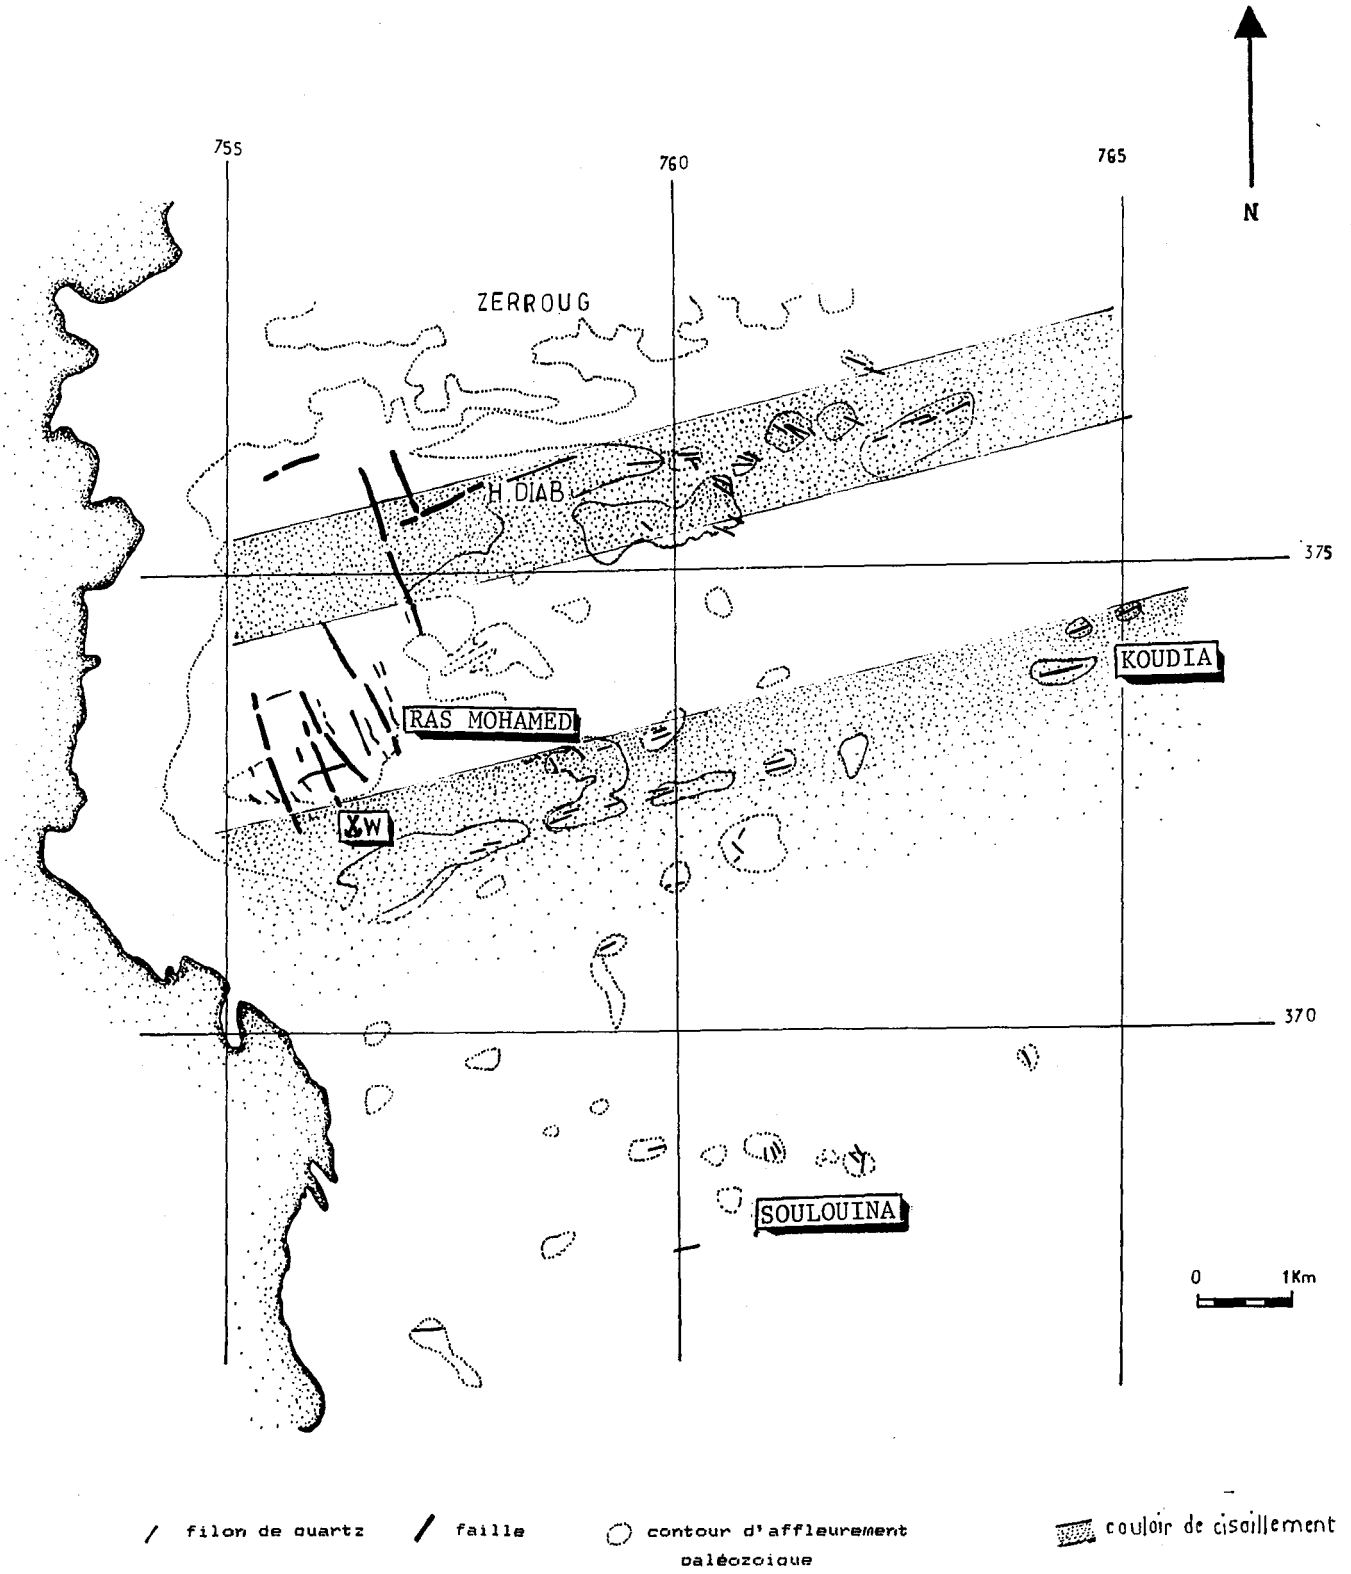 N
755
760
765
ZERROUG
H.DIAB
375
KOUDIA
RAS MOHAMED
W
370
SOULOUINA
0 1Km
filon de quartz
faille
contour d'affleurement
paléozoique
couloir de cisaillement